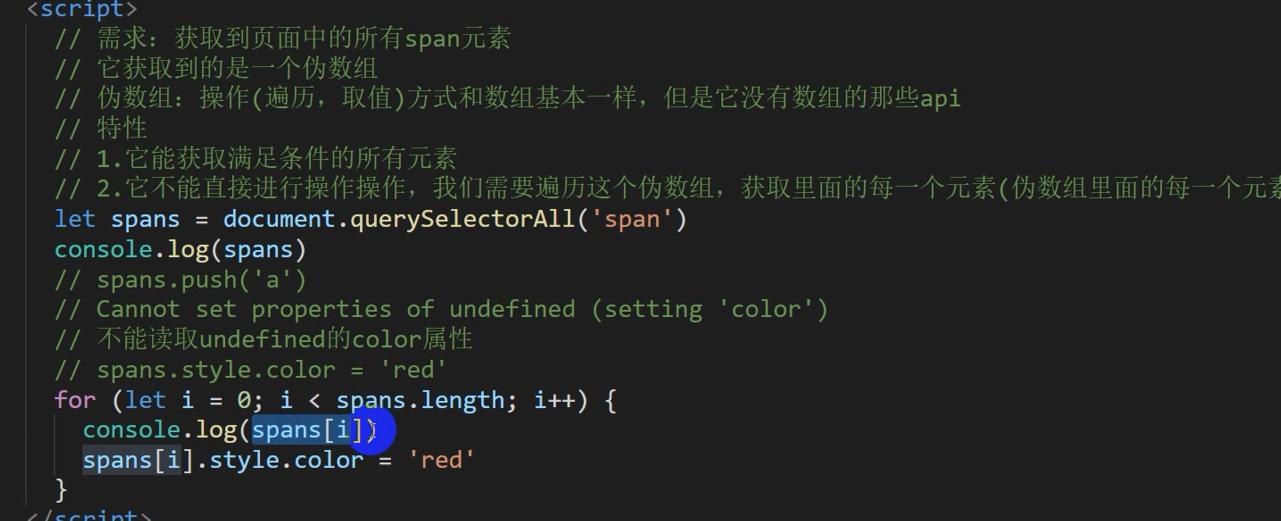 <script>
// 需求：获取到页面中的所有span元素
// 它获取到的是一个伪数组
// 伪数组：操作(遍历，取值)方式和数组基本一样，但是它没有数组的那些api
// 特性
// 1.它能获取满足条件的所有元素
// 2.它不能直接进行操作操作，我们需要遍历这个伪数组，获取里面的每一个元素(伪数组里面的每一个元素
let spans = document.querySelectorAll('span')
console.log(spans)
// spans.push('a')
// Cannot set properties of undefined (setting 'color')
// 不能读取undefined的color属性
// spans.style.color = 'red'
for (let i = 0; i < spans.length; i++) {
console.log(spans[i])
spans[i].style.color = 'red'
}
</script>